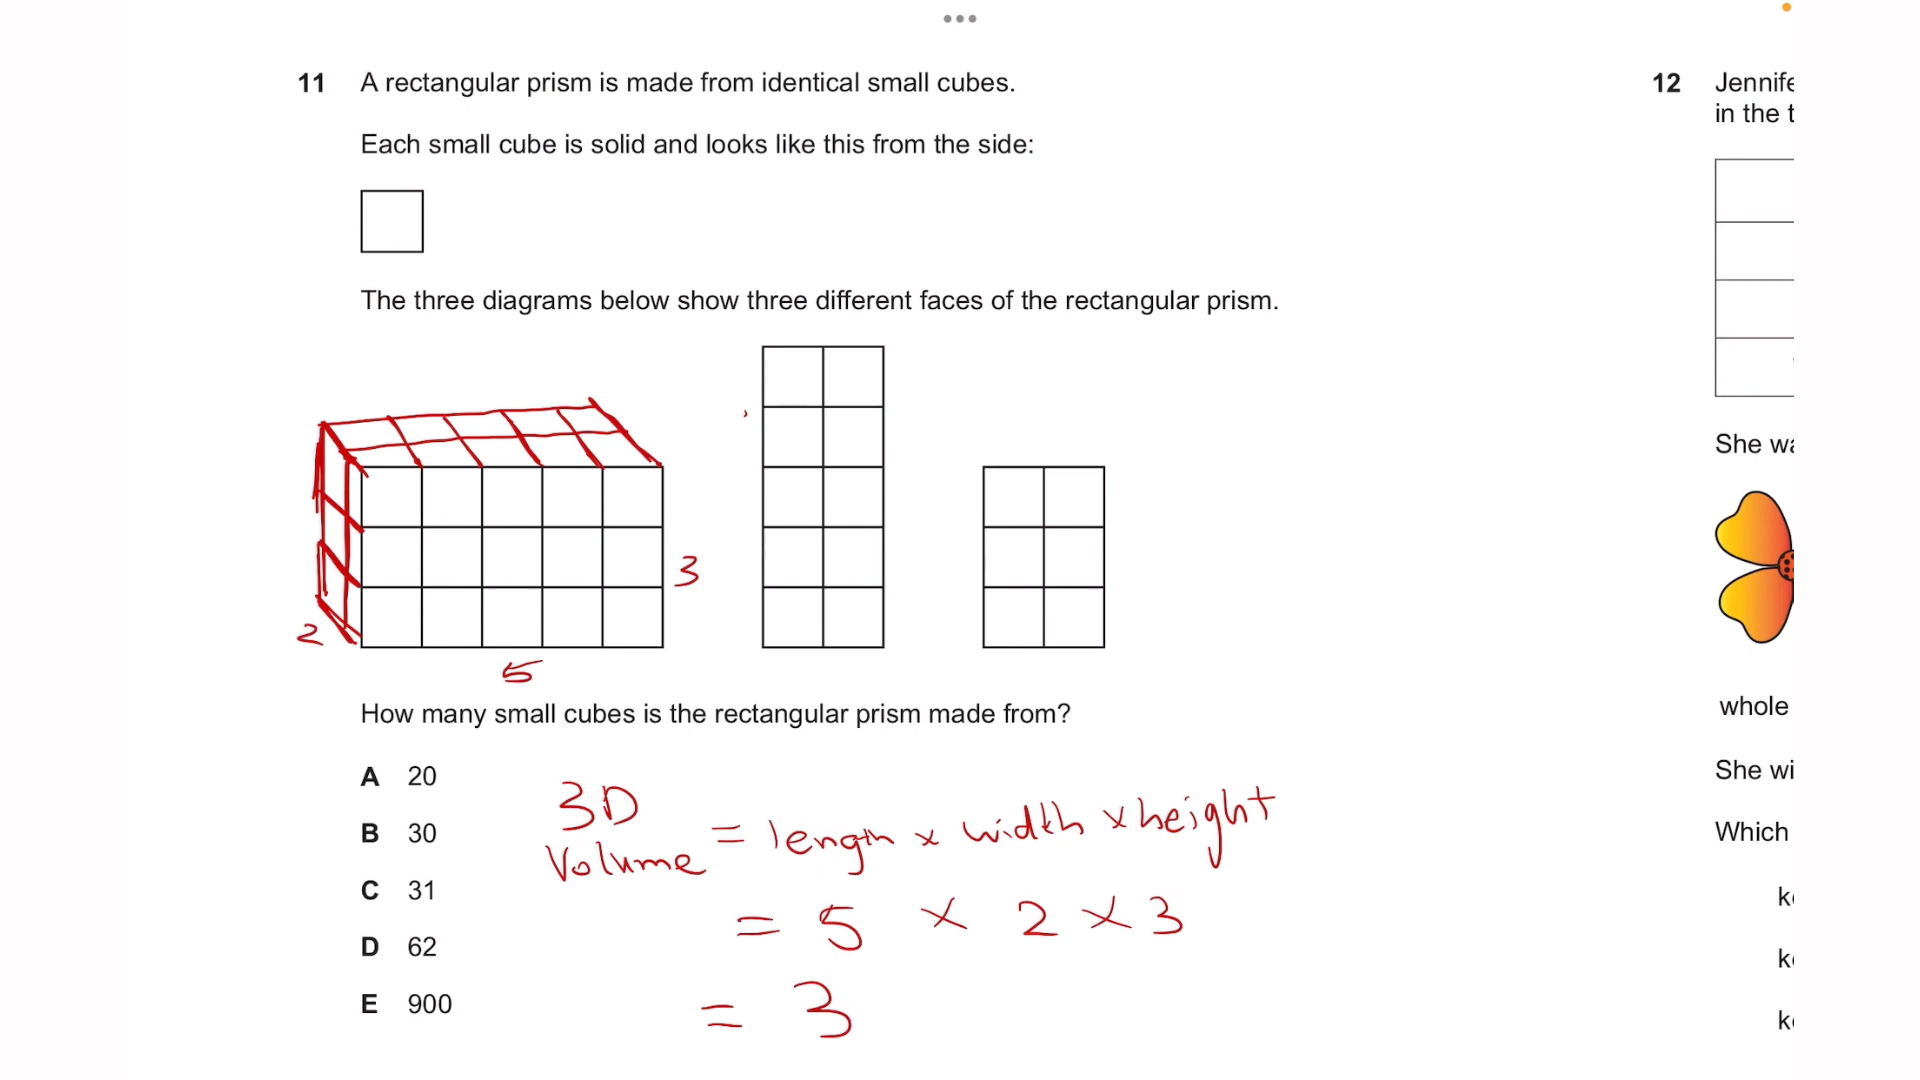 11 A rectangular prism is made from identical small cubes.
Each small cube is solid and looks like this from the side:
The three diagrams below show three different faces of the rectangular prism.
3
2
5
How many small cubes is the rectangular prism made from?
A 20
B 30
C 31
D 62
E 900
3D
Volume = length x width x height
= 5 x 2 x 3
= 3
12 Jennife
in the t
She wa
whole
She wi
Which
k
k
k